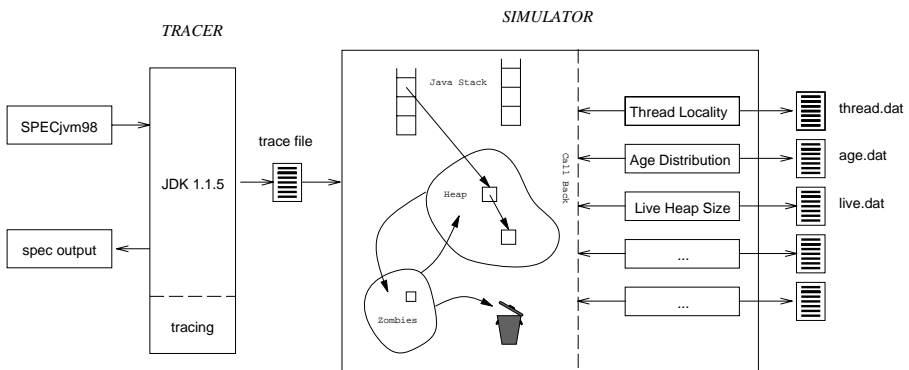 SIMULATOR
TRACER
SPECjvm98
JDK 1.1.5
spec output
tracing
trace file
Java Stack
Heap
Zombies
Call Back
Thread Locality
thread.dat
Age Distribution
age.dat
Live Heap Size
live.dat
...
...